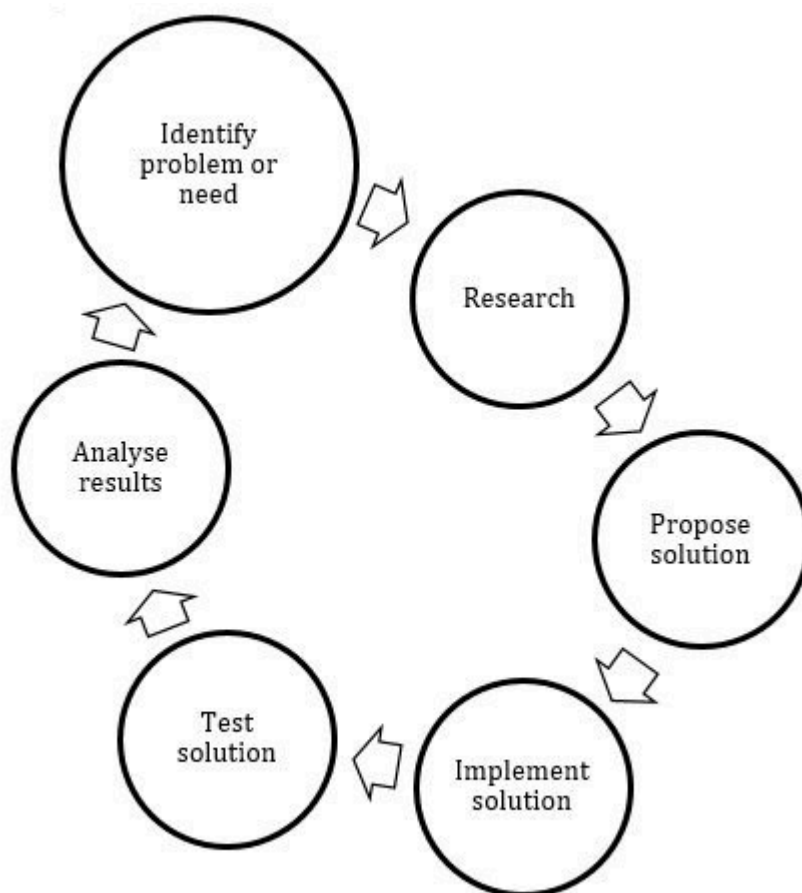 Identify
problem or
need
Research
Propose
solution
Implement
solution
Test
solution
Analyse
results